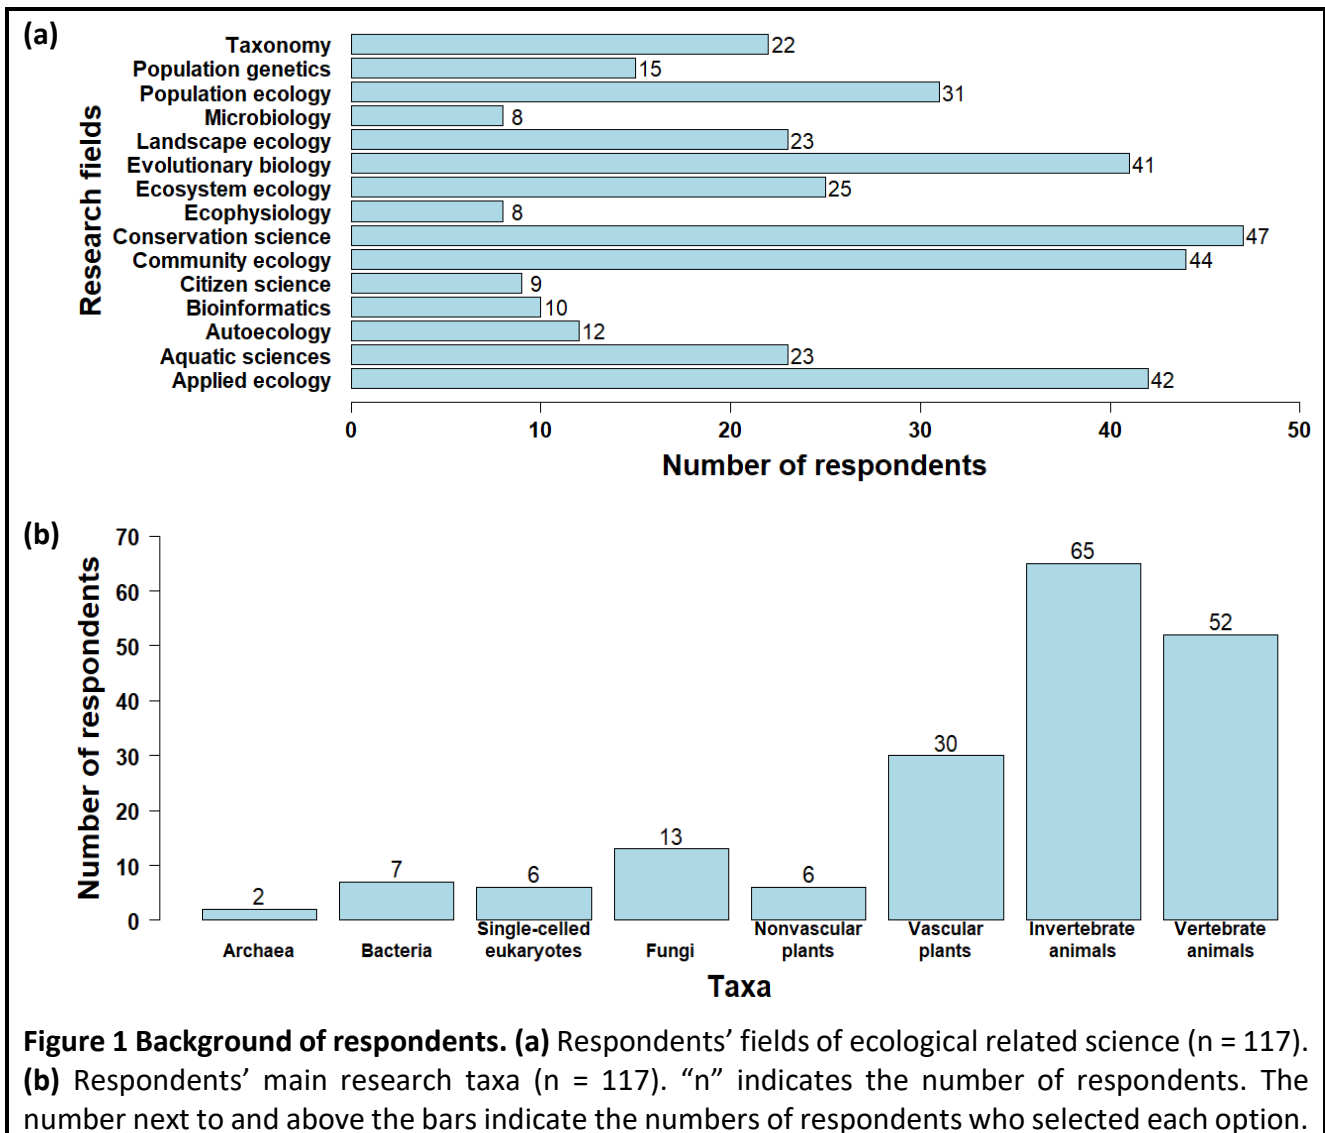 (a)
Research fields
Taxonomy 22
Population genetics 15
Population ecology 31
Microbiology 8
Landscape ecology 23
Evolutionary biology 41
Ecosystem ecology 25
Ecophysiology 8
Conservation science 47
Community ecology 44
Citizen science 9
Bioinformatics 10
Autoecology 12
Aquatic sciences 23
Applied ecology 42
0 10 20 30 40 50
Number of respondents
(b)
Number of respondents
70
60
50
40
30
20
10
0
2 7 6 13 6 30 65 52
Archaea
Bacteria
Single-celled
eukaryotes
Fungi
Nonvascular
plants
Vascular
plants
Invertebrate
animals
Vertebrate
animals
Taxa
Figure 1 Background of respondents. (a) Respondents’ fields of ecological related science (n = 117).
(b) Respondents’ main research taxa (n = 117). “n” indicates the number of respondents. The
number next to and above the bars indicate the numbers of respondents who selected each option.